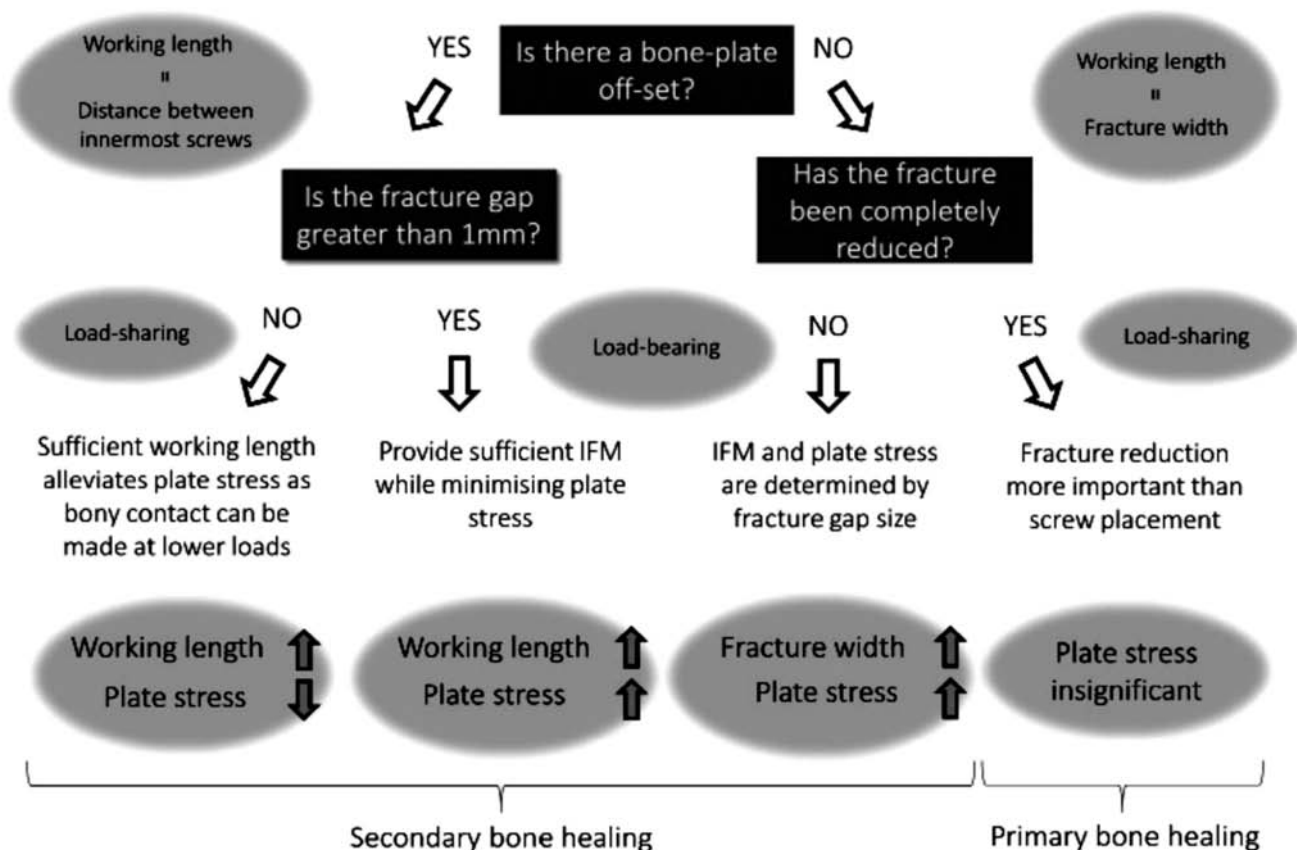 Working length
=
Distance between
innermost screws
YES
Is there a bone-plate
off-set?
NO
Working length
=
Fracture width
Is the fracture gap
greater than 1mm?
Has the fracture
been completely
reduced?
Load-sharing
NO
YES
Load-bearing
NO
YES
Load-sharing
Sufficient working length
alleviates plate stress as
bony contact can be
made at lower loads
Provide sufficient IFM
while minimising plate
stress
IFM and plate stress
are determined by
fracture gap size
Fracture reduction
more important than
screw placement
Working length
Plate stress
Working length
Plate stress
Fracture width
Plate stress
Plate stress
insignificant
Secondary bone healing
Primary bone healing